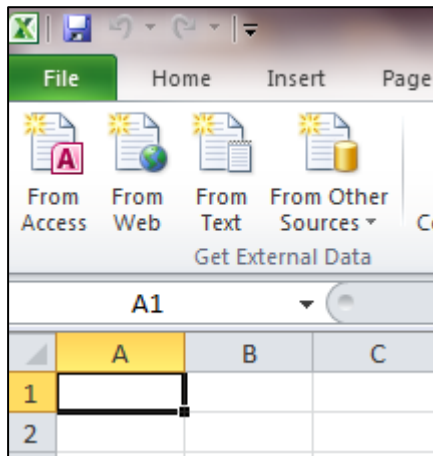 File Home Insert Page
From Access From Web From Text From Other Sources
Get External Data
A1
A B C
1
2